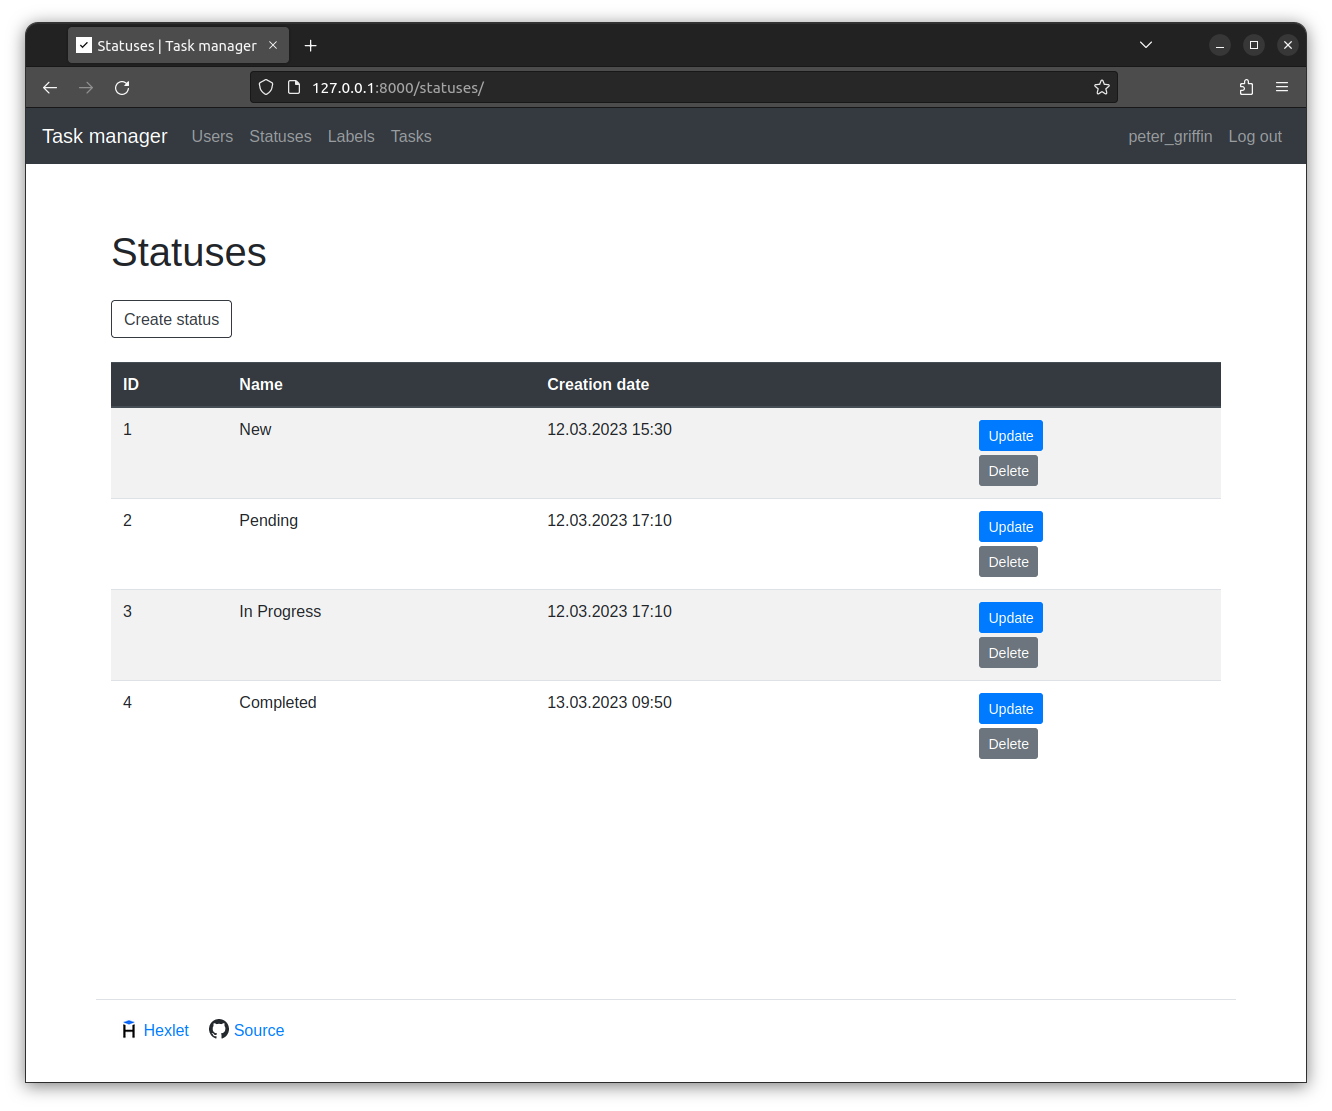 Statuses | Task manager
127.0.0.1:8000/statuses/
Task manager Users Statuses Labels Tasks peter_griffin Log out
Statuses
Create status
ID Name Creation date
1 New 12.03.2023 15:30 Update
Delete
2 Pending 12.03.2023 17:10 Update
Delete
3 In Progress 12.03.2023 17:10 Update
Delete
4 Completed 13.03.2023 09:50 Update
Delete
Hexlet Source